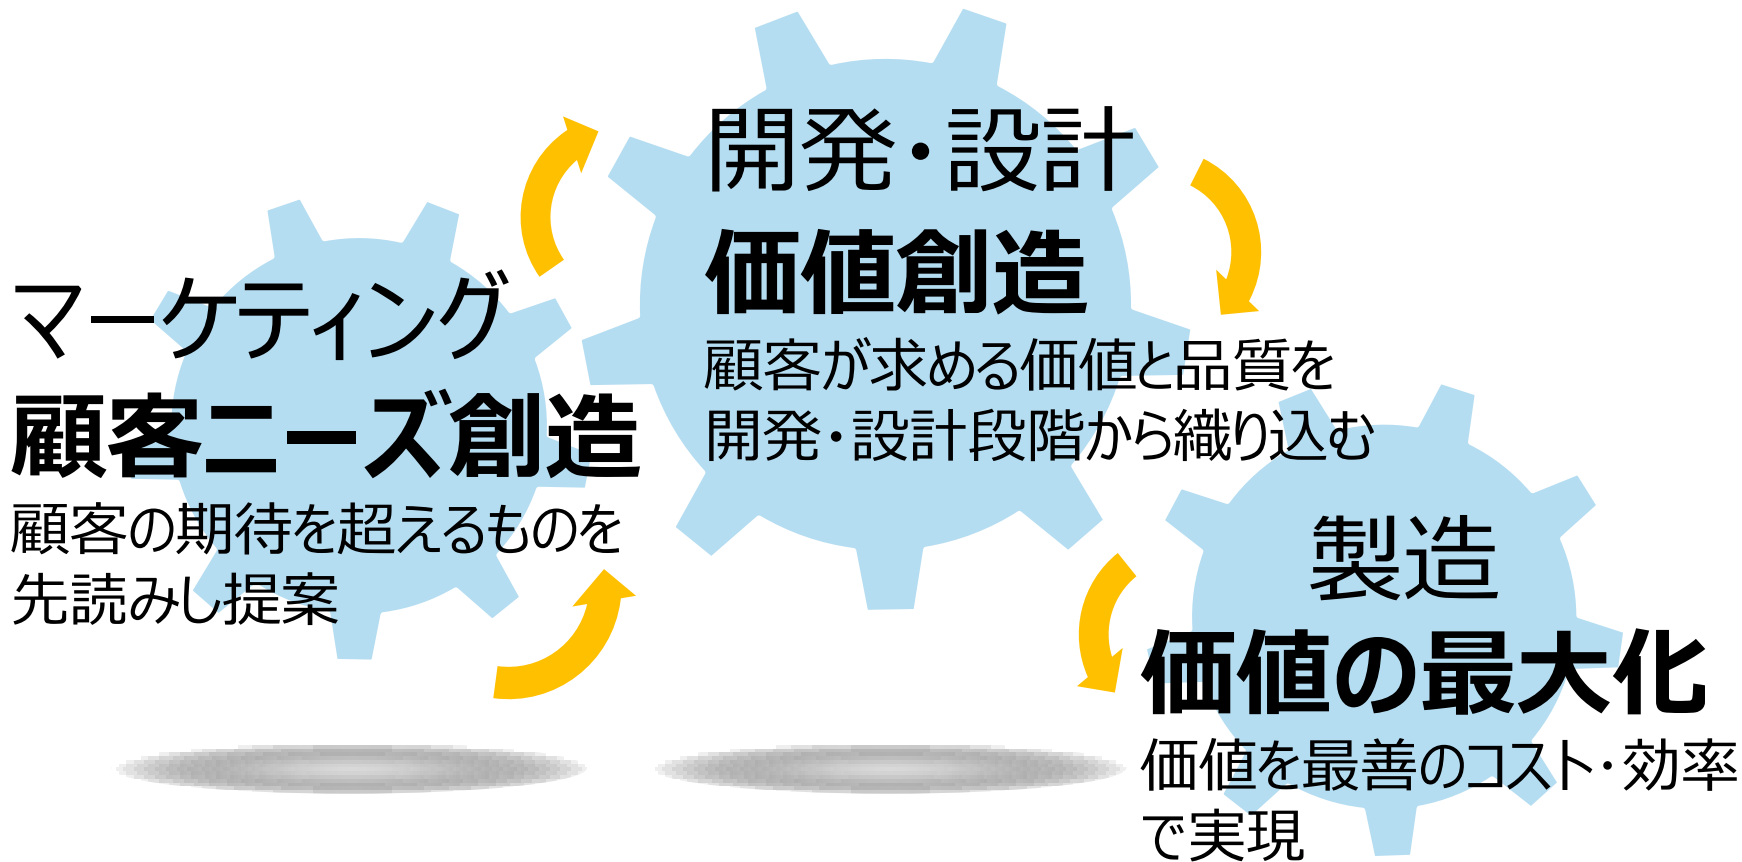 マーケティング
顧客ニーズ創造
顧客の期待を超えるものを
先読みし提案
開発・設計
価値創造
顧客が求める価値と品質を
開発・設計段階から織り込む
製造
価値の最大化
価値を最善のコスト・効率
で実現